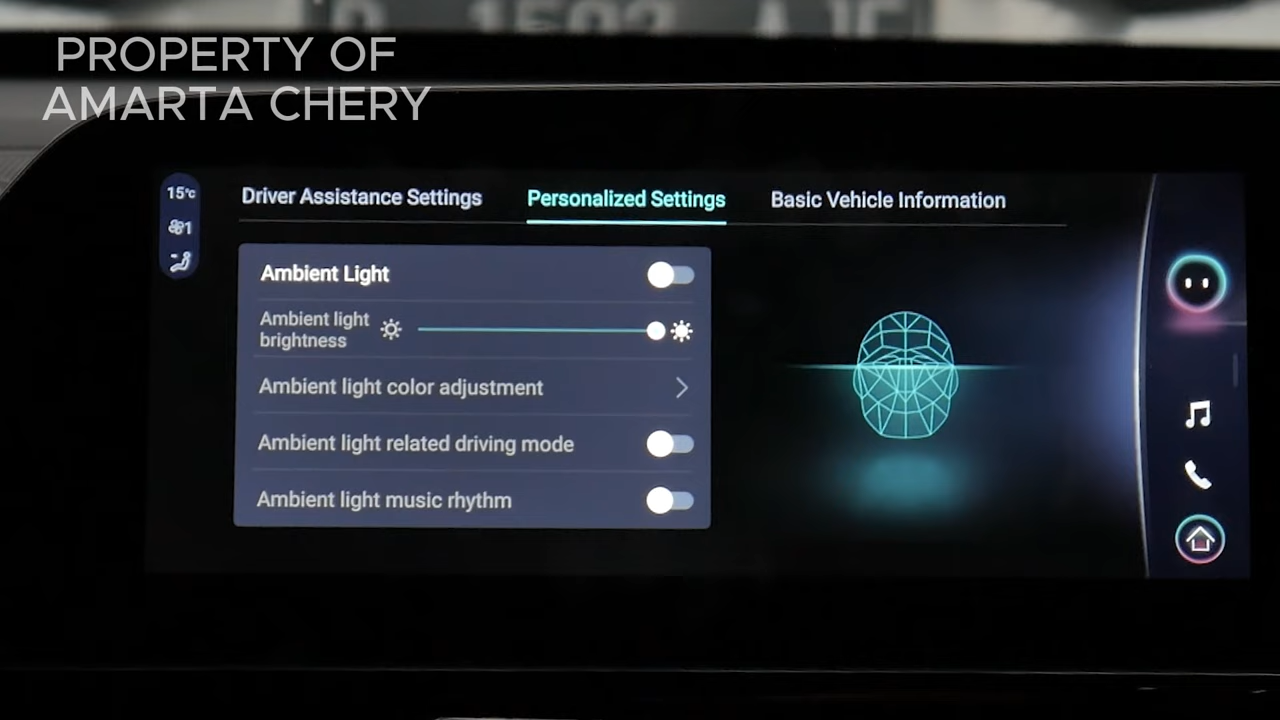 PROPERTY OF
AMARTA CHERY
15°c
Driver Assistance Settings
Personalized Settings
Basic Vehicle Information
1
Ambient Light
Ambient light
brightness
Ambient light color adjustment
Ambient light related driving mode
Ambient light music rhythm